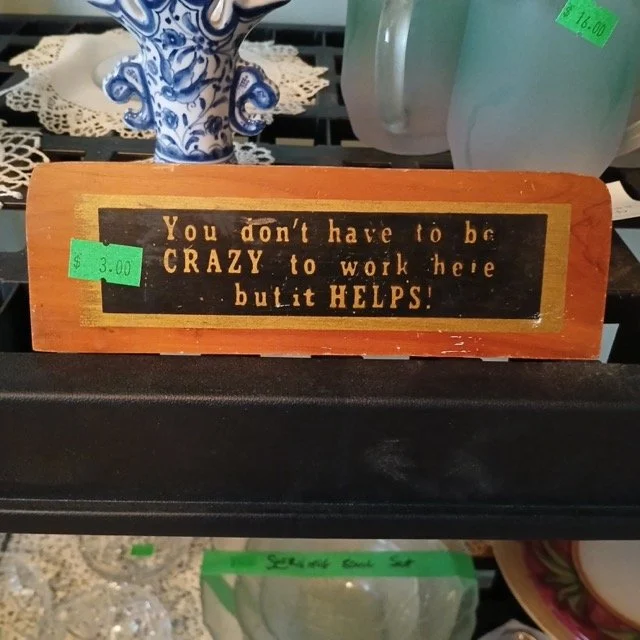 $ 16.00
You don't have to be
CRAZY to work here
but it HELPS!
$ 3.00